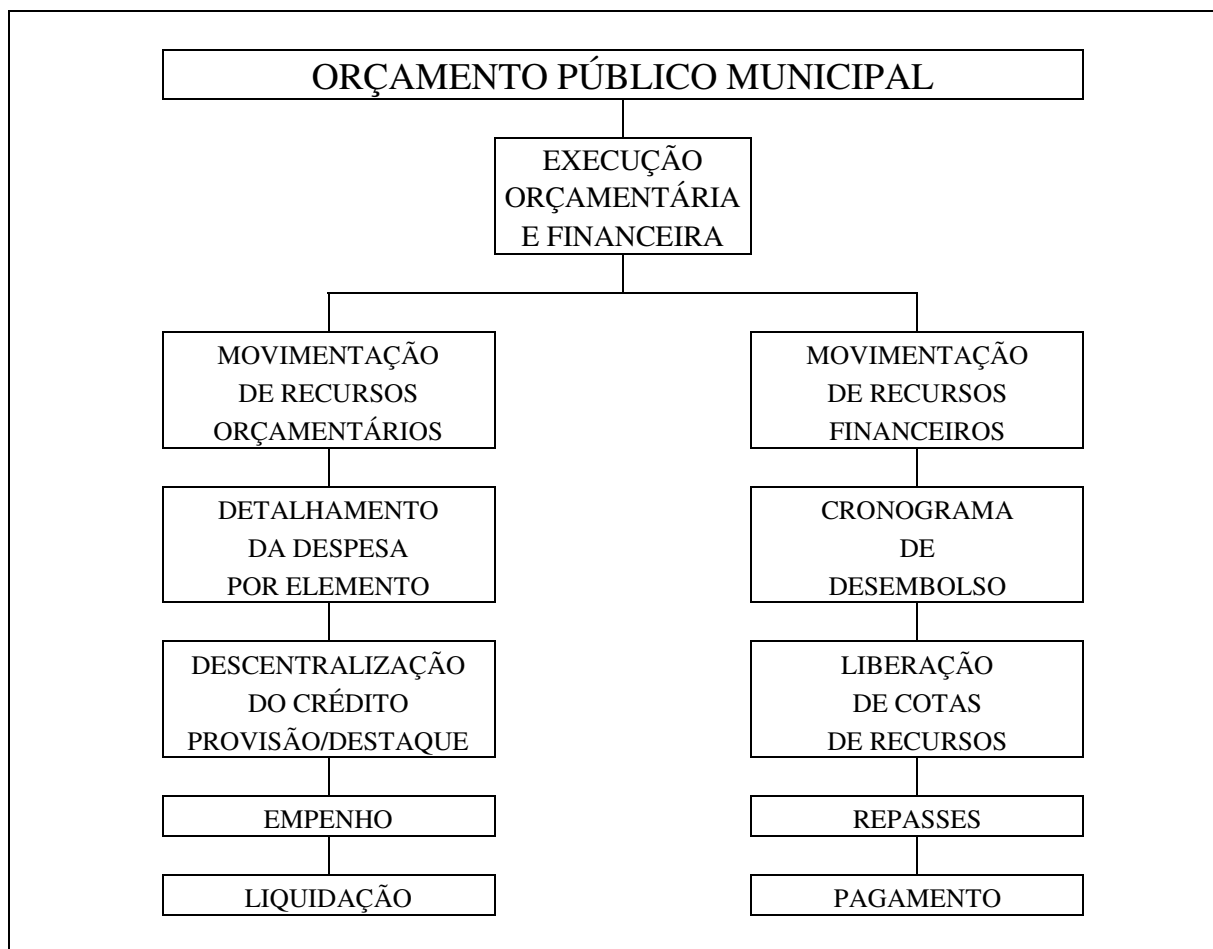 ORÇAMENTO PÚBLICO MUNICIPAL
EXECUÇÃO
ORÇAMENTÁRIA
E FINANCEIRA
MOVIMENTAÇÃO
DE RECURSOS
ORÇAMENTÁRIOS
MOVIMENTAÇÃO
DE RECURSOS
FINANCEIROS
DETALHAMENTO
DA DESPESA
POR ELEMENTO
CRONOGRAMA
DE
DESEMBOLSO
DESCENTRALIZAÇÃO
DO CRÉDITO
PROVISÃO/DESTAQUE
LIBERAÇÃO
DE COTAS
DE RECURSOS
EMPENHO
REPASSES
LIQUIDAÇÃO
PAGAMENTO